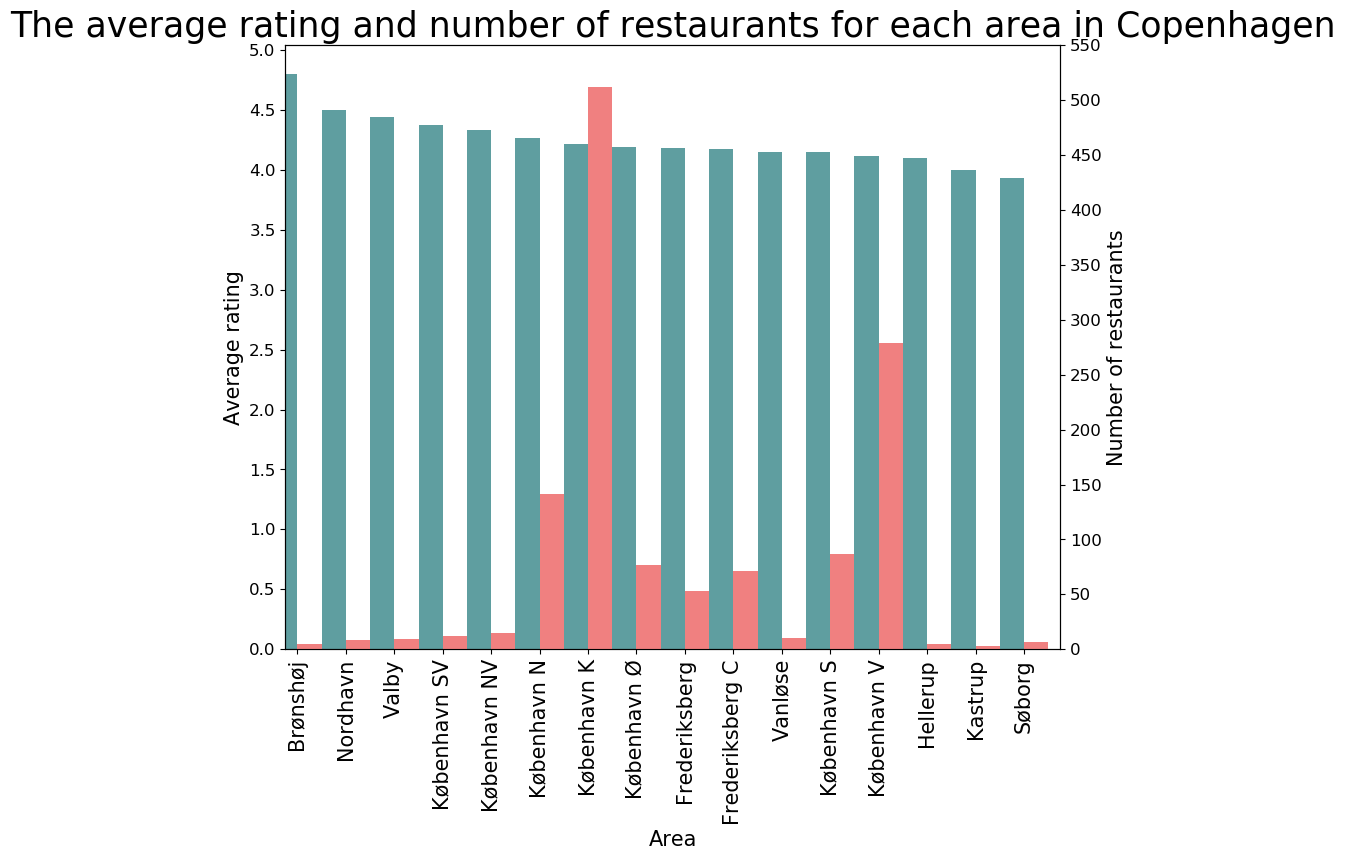 The average rating and number of restaurants for each area in Copenhagen
5.0
4.5
4.0
3.5
3.0
2.5
2.0
1.5
1.0
0.5
0.0
Average rating
550
500
450
400
350
300
250
200
150
100
50
0
Number of restaurants
Brønshøj
Nordhavn
Valby
København SV
København NV
København N
København K
København Ø
Frederiksberg
Frederiksberg C
Vanløse
København S
København V
Hellerup
Kastrup
Søborg
Area